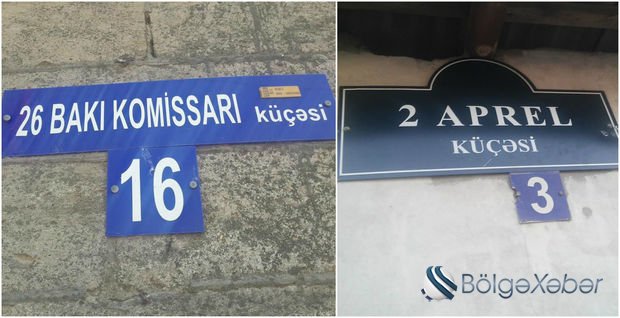 26 BAKI KOMİSSARI küçəsi
16
2 APREL
KÜÇƏSİ
3
BölgəXəbər